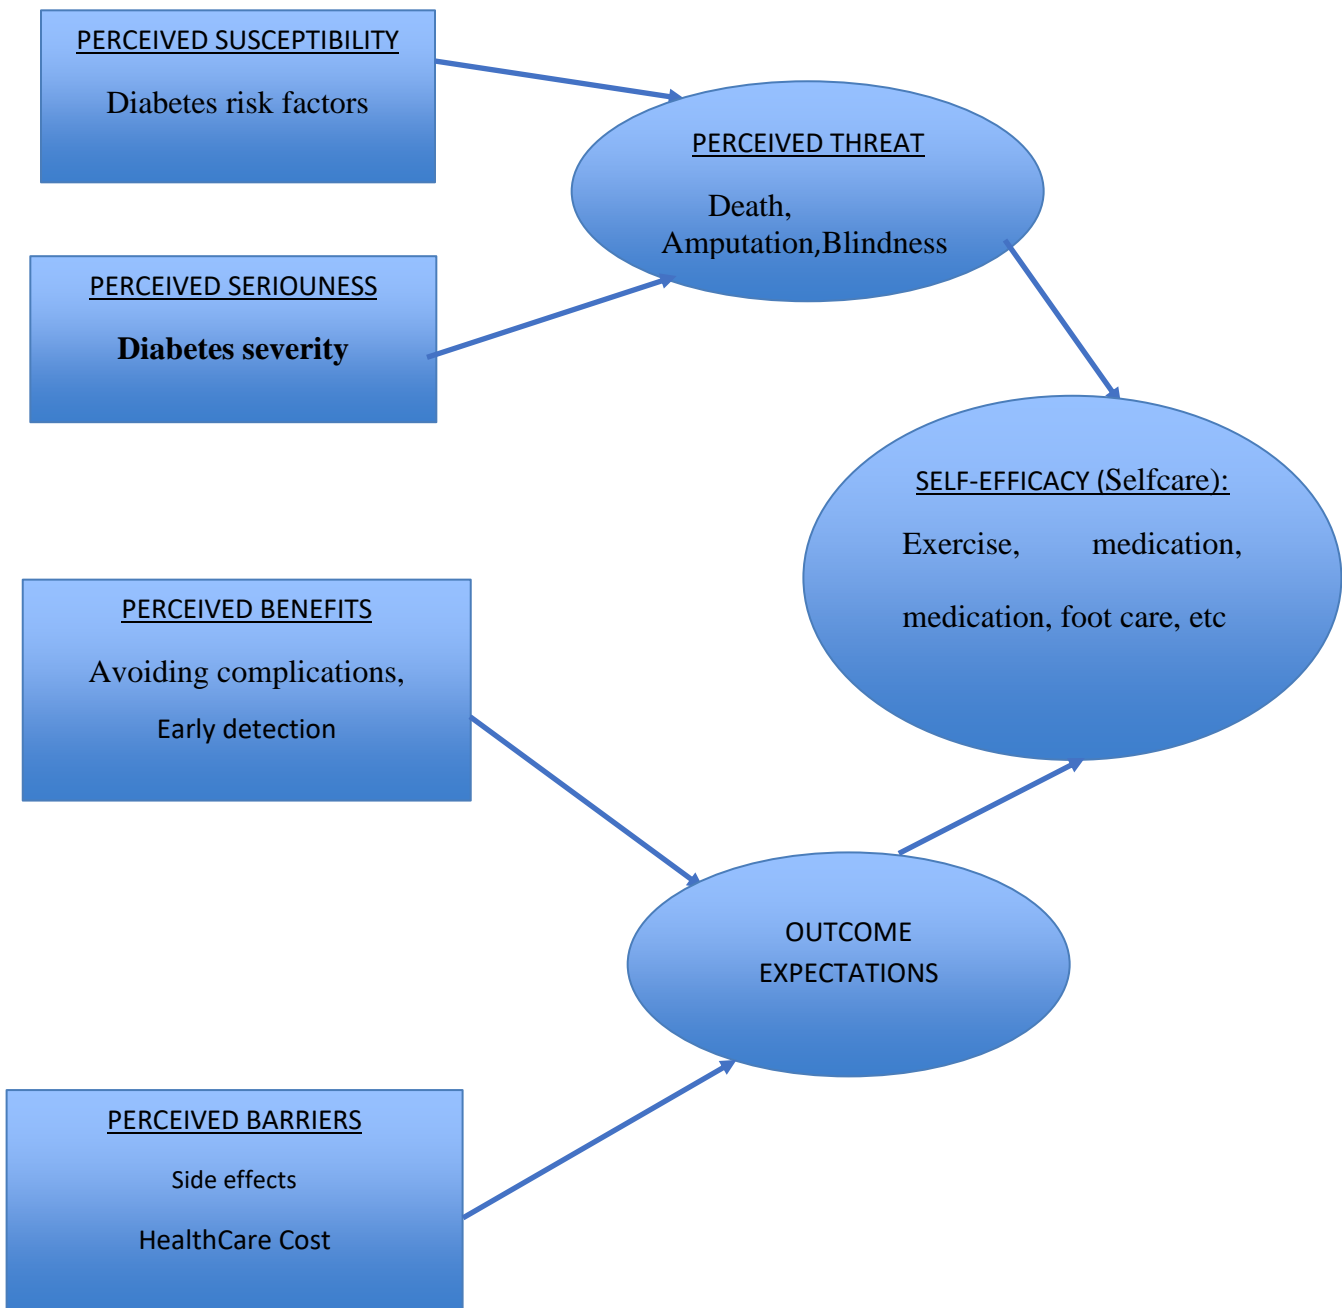 PERCEIVED SUSCEPTIBILITY
Diabetes risk factors
PERCEIVED THREAT
Death,
Amputation,Blindness
PERCEIVED SERIOUNESS
Diabetes severity
SELF-EFFICACY (Selfcare):
Exercise, medication,
medication, foot care, etc
PERCEIVED BENEFITS
Avoiding complications,
Early detection
OUTCOME
EXPECTATIONS
PERCEIVED BARRIERS
Side effects
HealthCare Cost